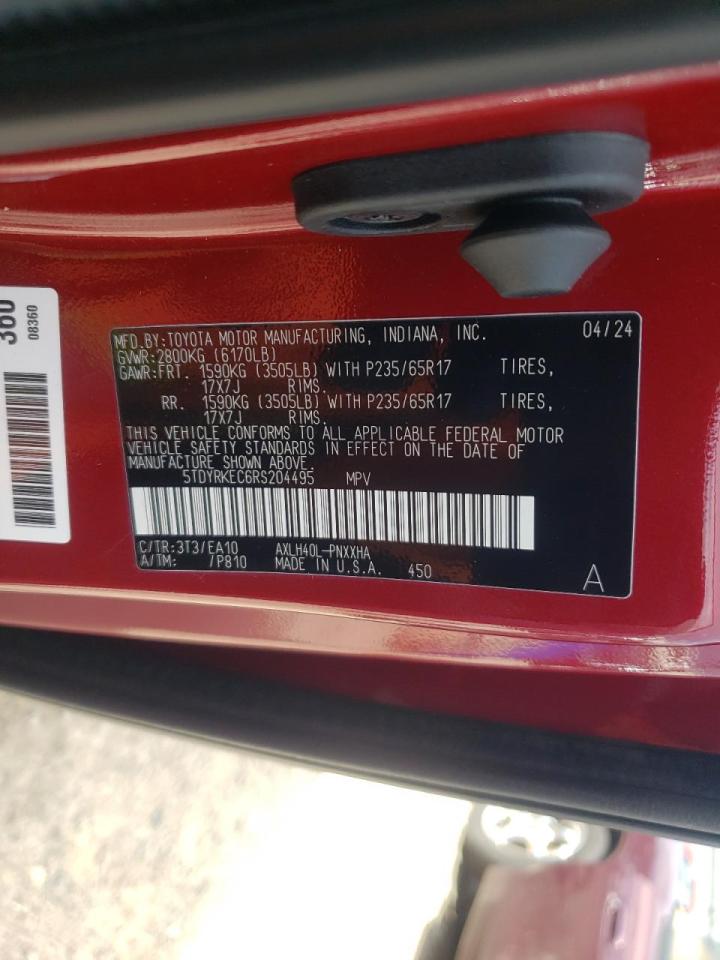 360
08360
MFD.BY:TOYOTA MOTOR MANUFACTURING, INDIANA, INC. 04/24
GVWR:2800KG (6170LB)
GAWR:FRT. 1590KG (3505LB) WITH P235/65R17 TIRES,
17X7J RIMS.
RR. 1590KG (3505LB) WITH P235/65R17 TIRES,
17X7J RIMS.
THIS VEHICLE CONFORMS TO ALL APPLICABLE FEDERAL MOTOR
VEHICLE SAFETY STANDARDS IN EFFECT ON THE DATE OF
MANUFACTURE SHOWN ABOVE.
5TDYRKEC6RS204495 MPV
C/TR:3T3/EA10 AXLH40L-PNXXHA
A/TM: /P810 MADE IN U.S.A. 450
A